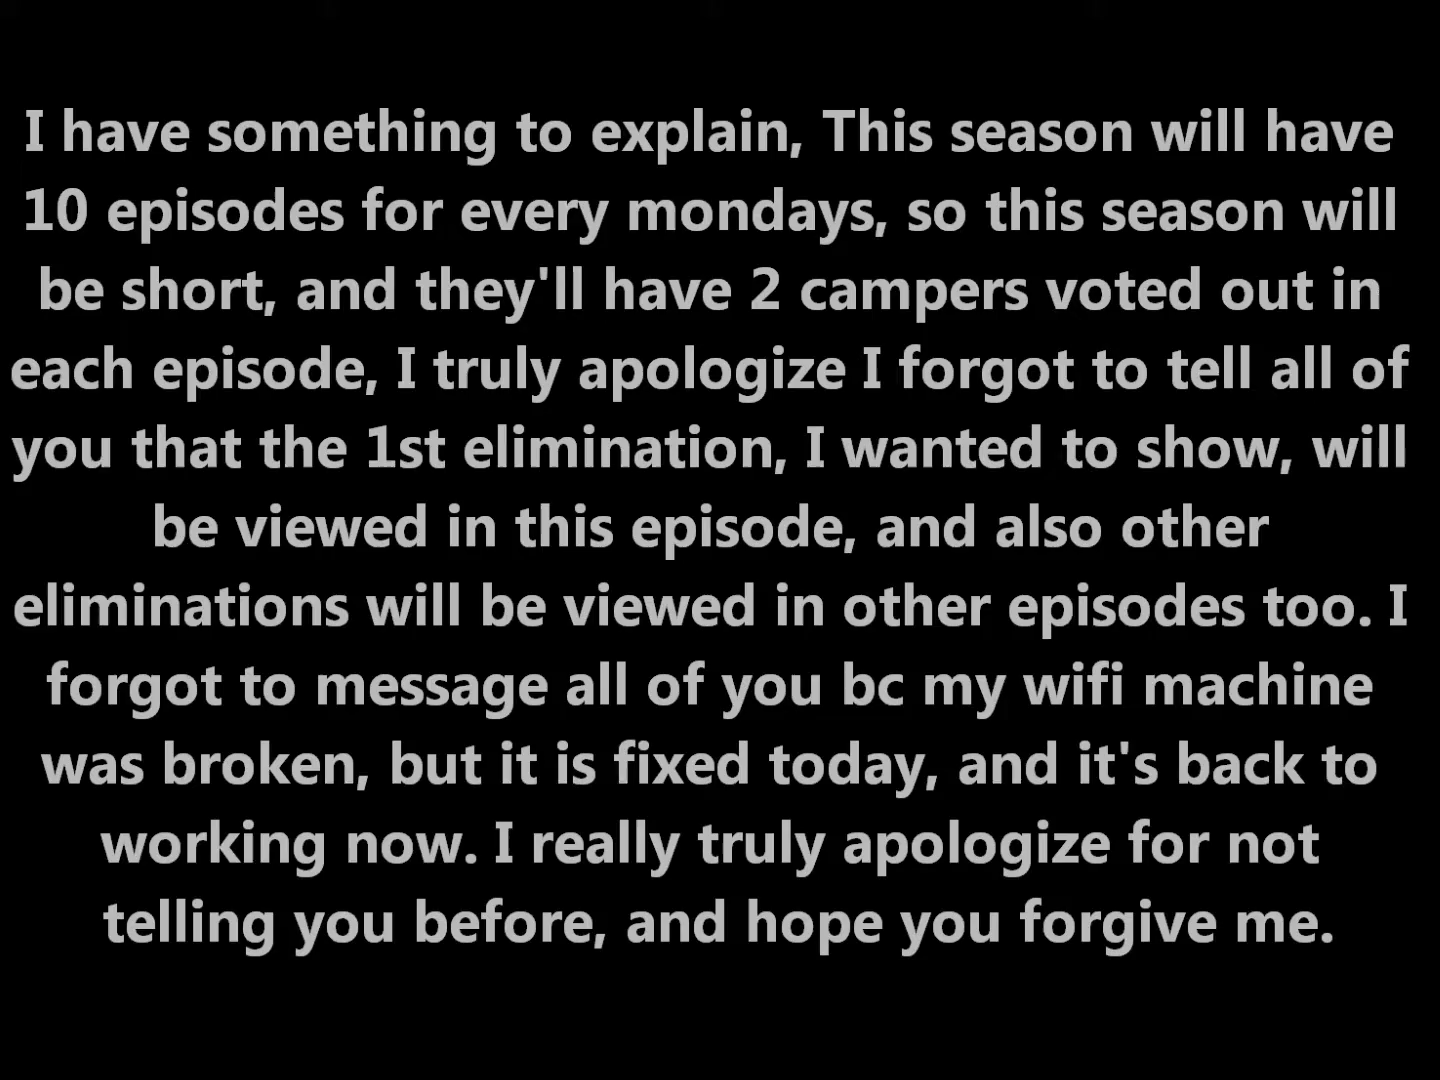 I have something to explain, This season will have
10 episodes for every mondays, so this season will
be short, and they'll have 2 campers voted out in
each episode, I truly apologize I forgot to tell all of
you that the 1st elimination, I wanted to show, will
be viewed in this episode, and also other
eliminations will be viewed in other episodes too. I
forgot to message all of you bc my wifi machine
was broken, but it is fixed today, and it's back to
working now. I really truly apologize for not
telling you before, and hope you forgive me.